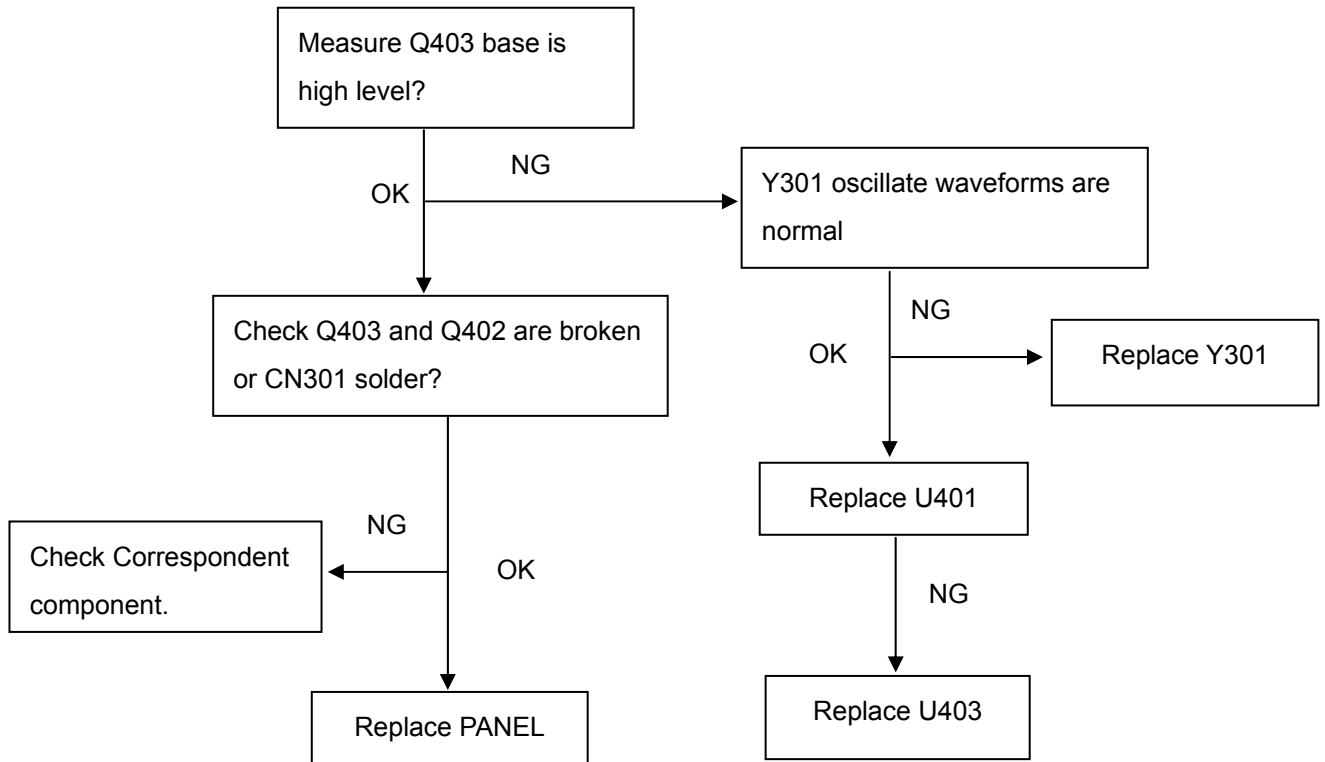 Measure Q403 base is
high level?
NG
OK
Y301 oscillate waveforms are
normal
Check Q403 and Q402 are broken
or CN301 solder?
NG
OK
Replace Y301
Replace U401
NG
Check Correspondent
component.
OK
NG
Replace PANEL
Replace U403